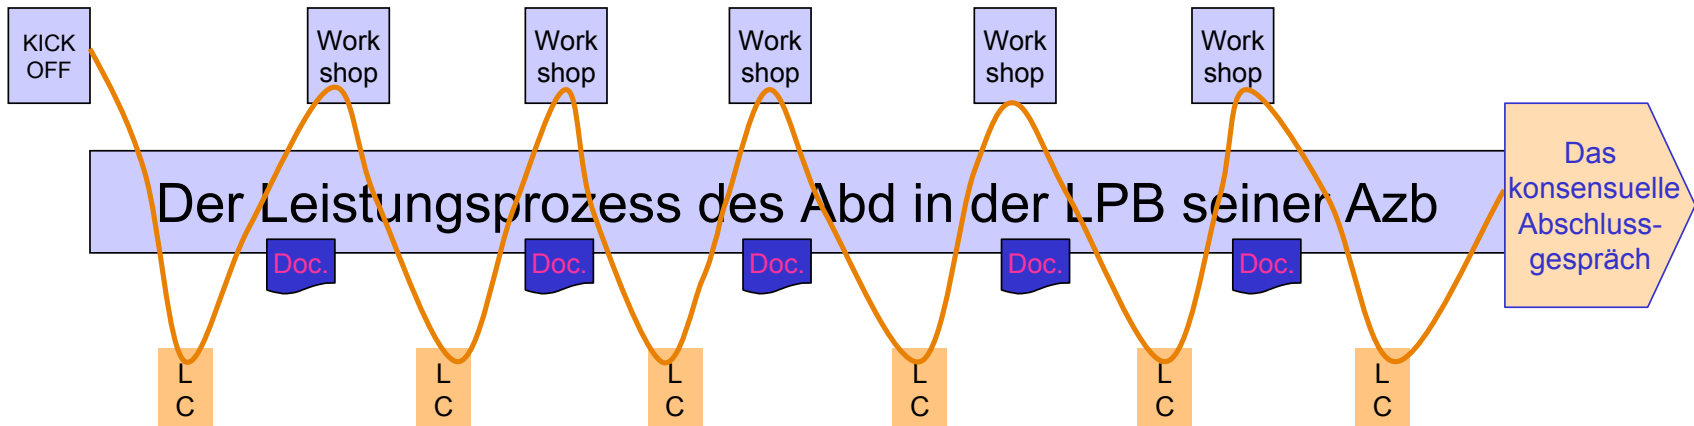 KICK
OFF
Work
shop
Work
shop
Work
shop
Work
shop
Work
shop
Das
konsensuelle
Abschluss-
gespräch
Der Leistungsprozess des Abd in der LPB seiner Azb
Doc.
Doc.
Doc.
Doc.
Doc.
L
C
L
C
L
C
L
C
L
C
L
C